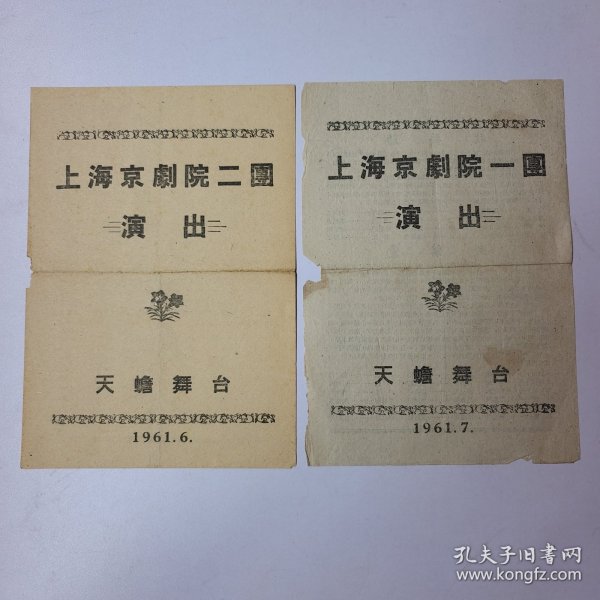 上海京劇院二團
演出
天蟾舞台
1961.6.
上海京劇院一團
演出
天蟾舞台
1961.7.
孔夫子旧书网
www.kongfz.com